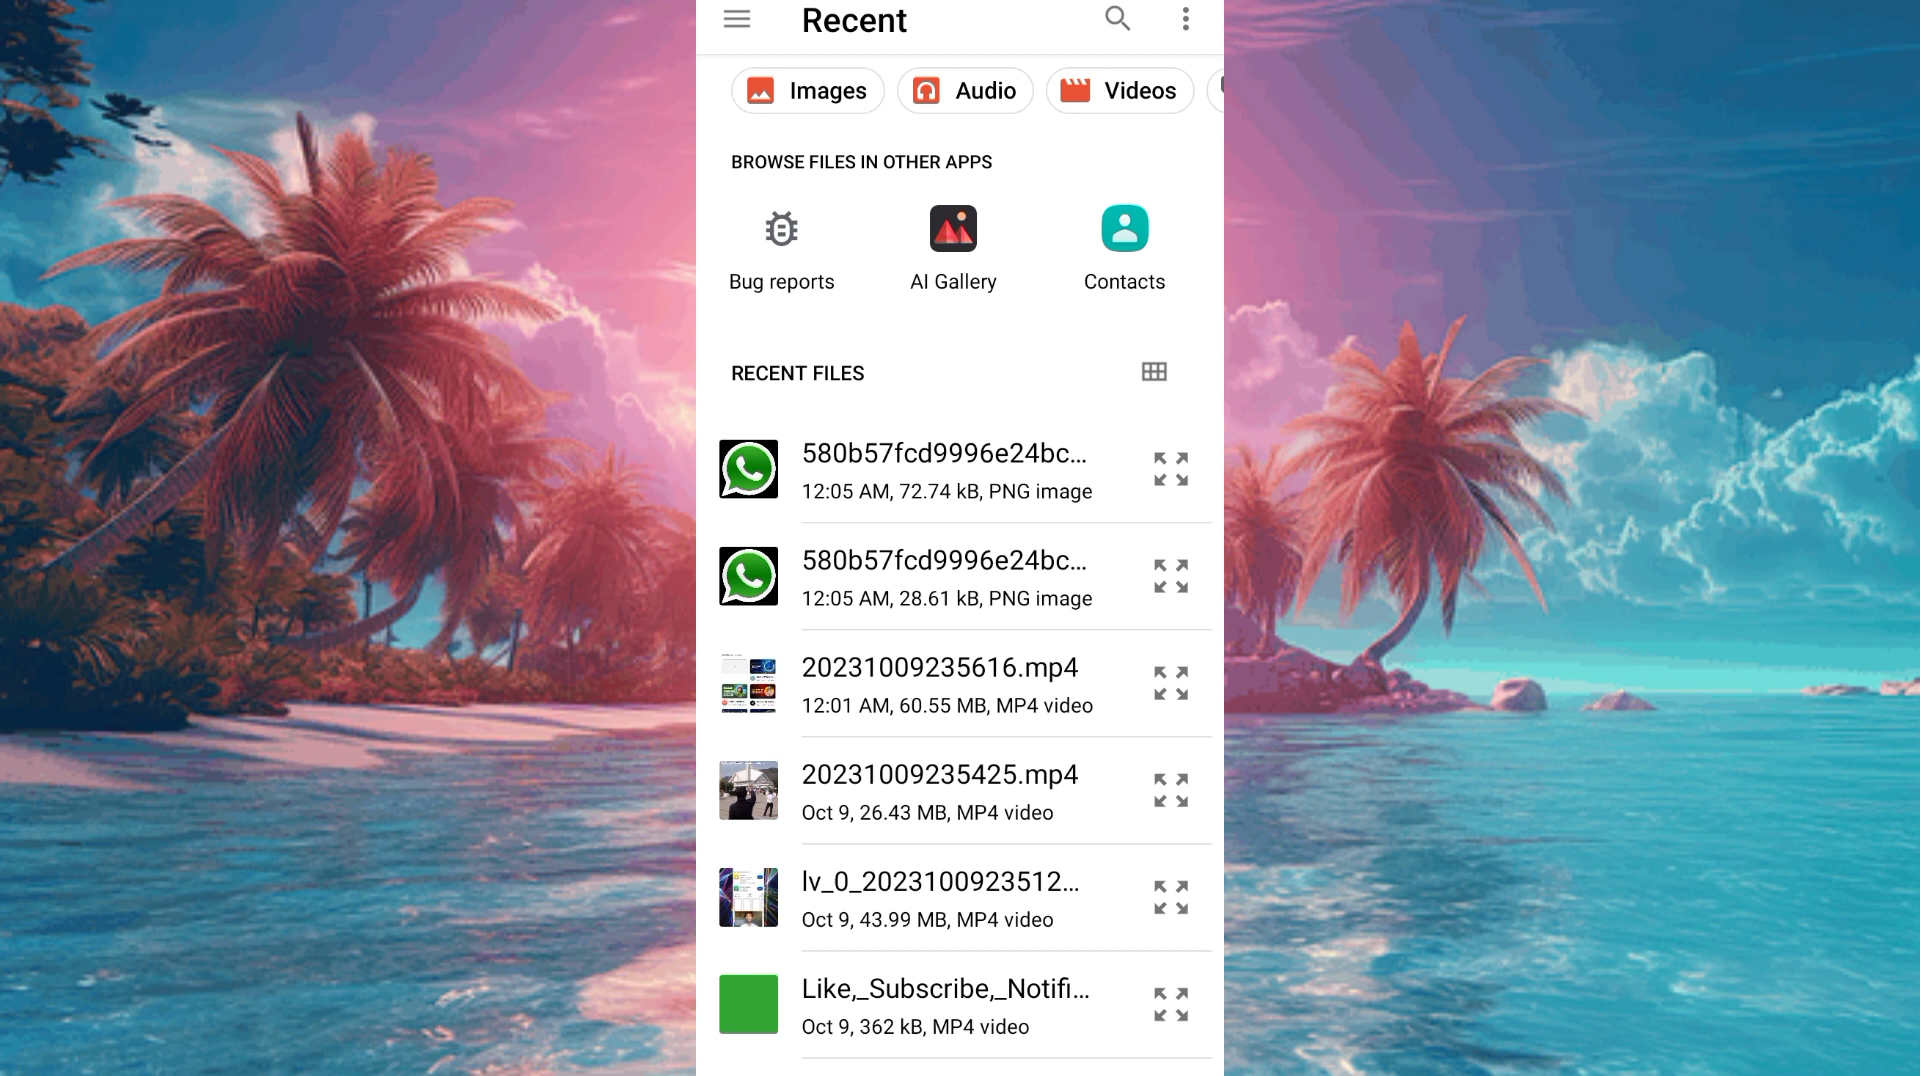 Recent
Images Audio Videos
BROWSE FILES IN OTHER APPS
Bug reports AI Gallery Contacts
RECENT FILES
580b57fcd9996e24bc...
12:05 AM, 72.74 kB, PNG image
580b57fcd9996e24bc...
12:05 AM, 28.61 kB, PNG image
20231009235616.mp4
12:01 AM, 60.55 MB, MP4 video
20231009235425.mp4
Oct 9, 26.43 MB, MP4 video
lv_0_2023100923512...
Oct 9, 43.99 MB, MP4 video
Like,_Subscribe,_Notifi...
Oct 9, 362 kB, MP4 video